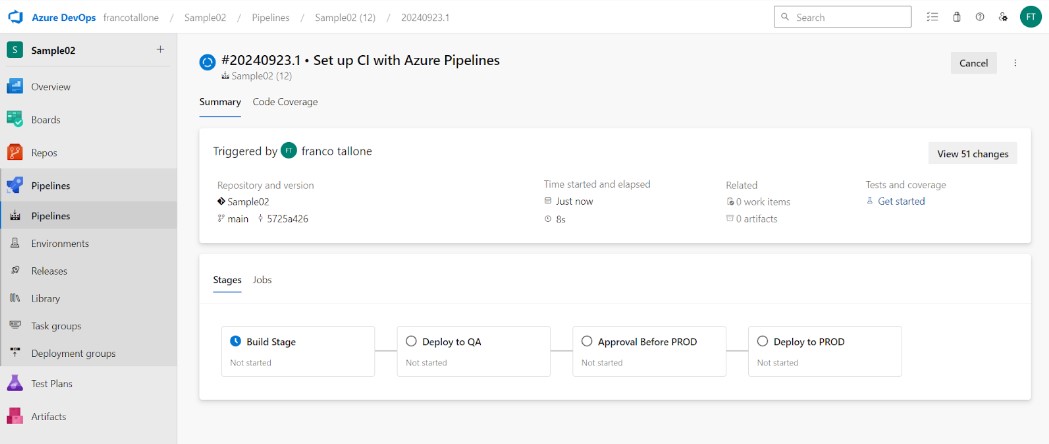 Azure DevOps francotallone / Sample02 / Pipelines / Sample02 (12) / 20240923.1
Search
FT
S Sample02 +
Overview
Boards
Repos
Pipelines
Pipelines
Environments
Releases
Library
Task groups
Deployment groups
Test Plans
Artifacts
#20240923.1 • Set up CI with Azure Pipelines
Sample02 (12)
Cancel
Summary Code Coverage
Triggered by FT franco tallone
View 51 changes
Repository and version
Sample02
main 5725a426
Time started and elapsed
Just now
8s
Related
0 work items
0 artifacts
Tests and coverage
Get started
Stages Jobs
Build Stage
Not started
Deploy to QA
Not started
Approval Before PROD
Not started
Deploy to PROD
Not started